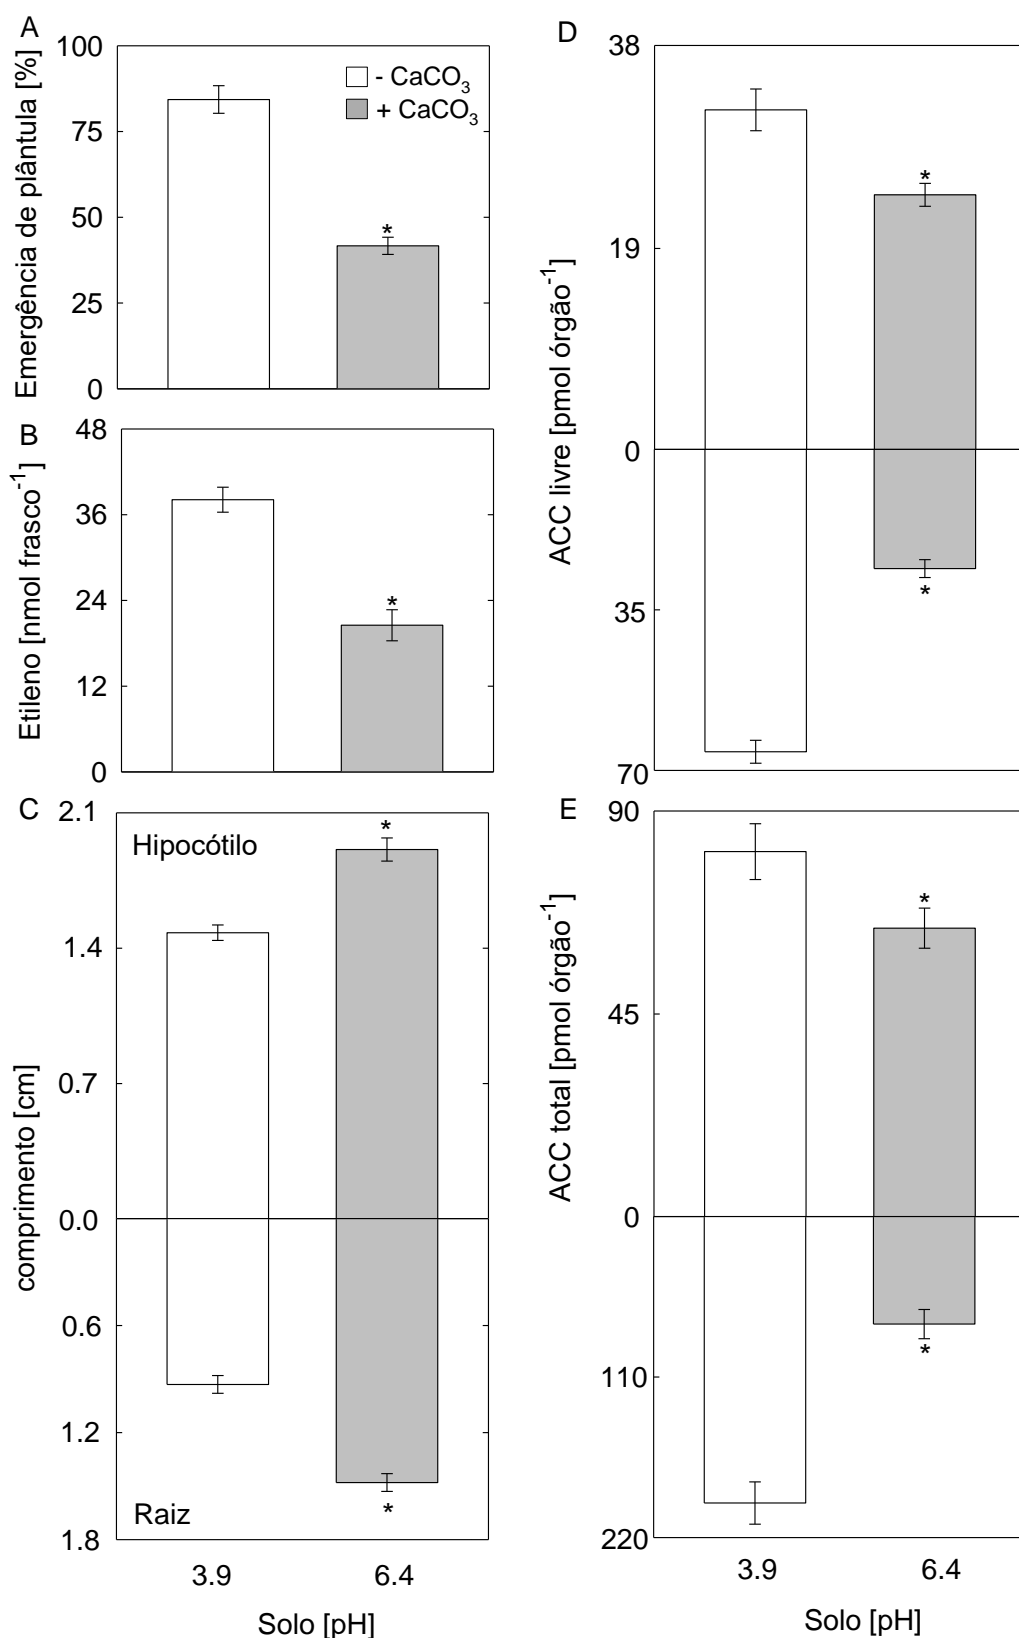 A
Emergência de plântula [%]
100
75
50
25
0
- CaCO₃
+ CaCO₃
*
B
Etileno [nmol frasco⁻¹]
48
36
24
12
0
*
C
comprimento [cm]
2.1
1.4
0.7
0.0
0.6
1.2
1.8
Hipocótilo
*
Raiz
*
3.9
6.4
Solo [pH]
D
ACC livre [pmol órgão⁻¹]
38
19
0
35
70
*
*
E
ACC total [pmol órgão⁻¹]
90
45
0
110
220
*
*
3.9
6.4
Solo [pH]